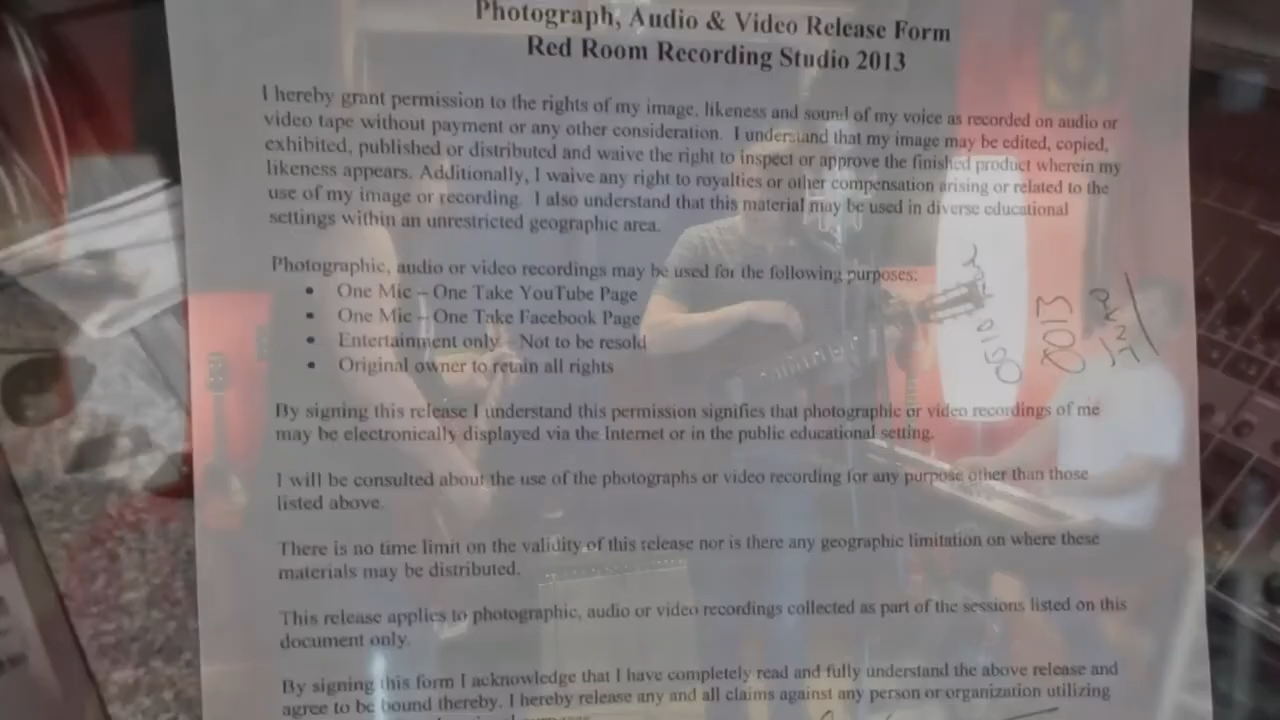 Photograph, Audio & Video Release Form
Red Room Recording Studio 2013
I hereby grant permission to the rights of my image, likeness and sound of my voice as recorded on audio or
video tape without payment or any other consideration. I understand that my image may be edited, copied,
exhibited, published or distributed and waive the right to inspect or approve the finished product wherein my
likeness appears. Additionally, I waive any right to royalties or other compensation arising or related to the
use of my image or recording. I also understand that this material may be used in diverse educational
settings within an unrestricted geographic area.
Photographic, audio or video recordings may be used for the following purposes:
• One Mic – One Take YouTube Page
• One Mic – One Take Facebook Page
• Entertainment only – Not to be resold
• Original owner to retain all rights
By signing this release I understand this permission signifies that photographic or video recordings of me
may be electronically displayed via the Internet or in the public educational setting.
I will be consulted about the use of the photographs or video recording for any purpose other than those
listed above.
There is no time limit on the validity of this release nor is there any geographic limitation on where these
materials may be distributed.
This release applies to photographic, audio or video recordings collected as part of the sessions listed on this
document only.
By signing this form I acknowledge that I have completely read and fully understand the above release and
agree to be bound thereby. I hereby release any and all claims against any person or organization utilizing